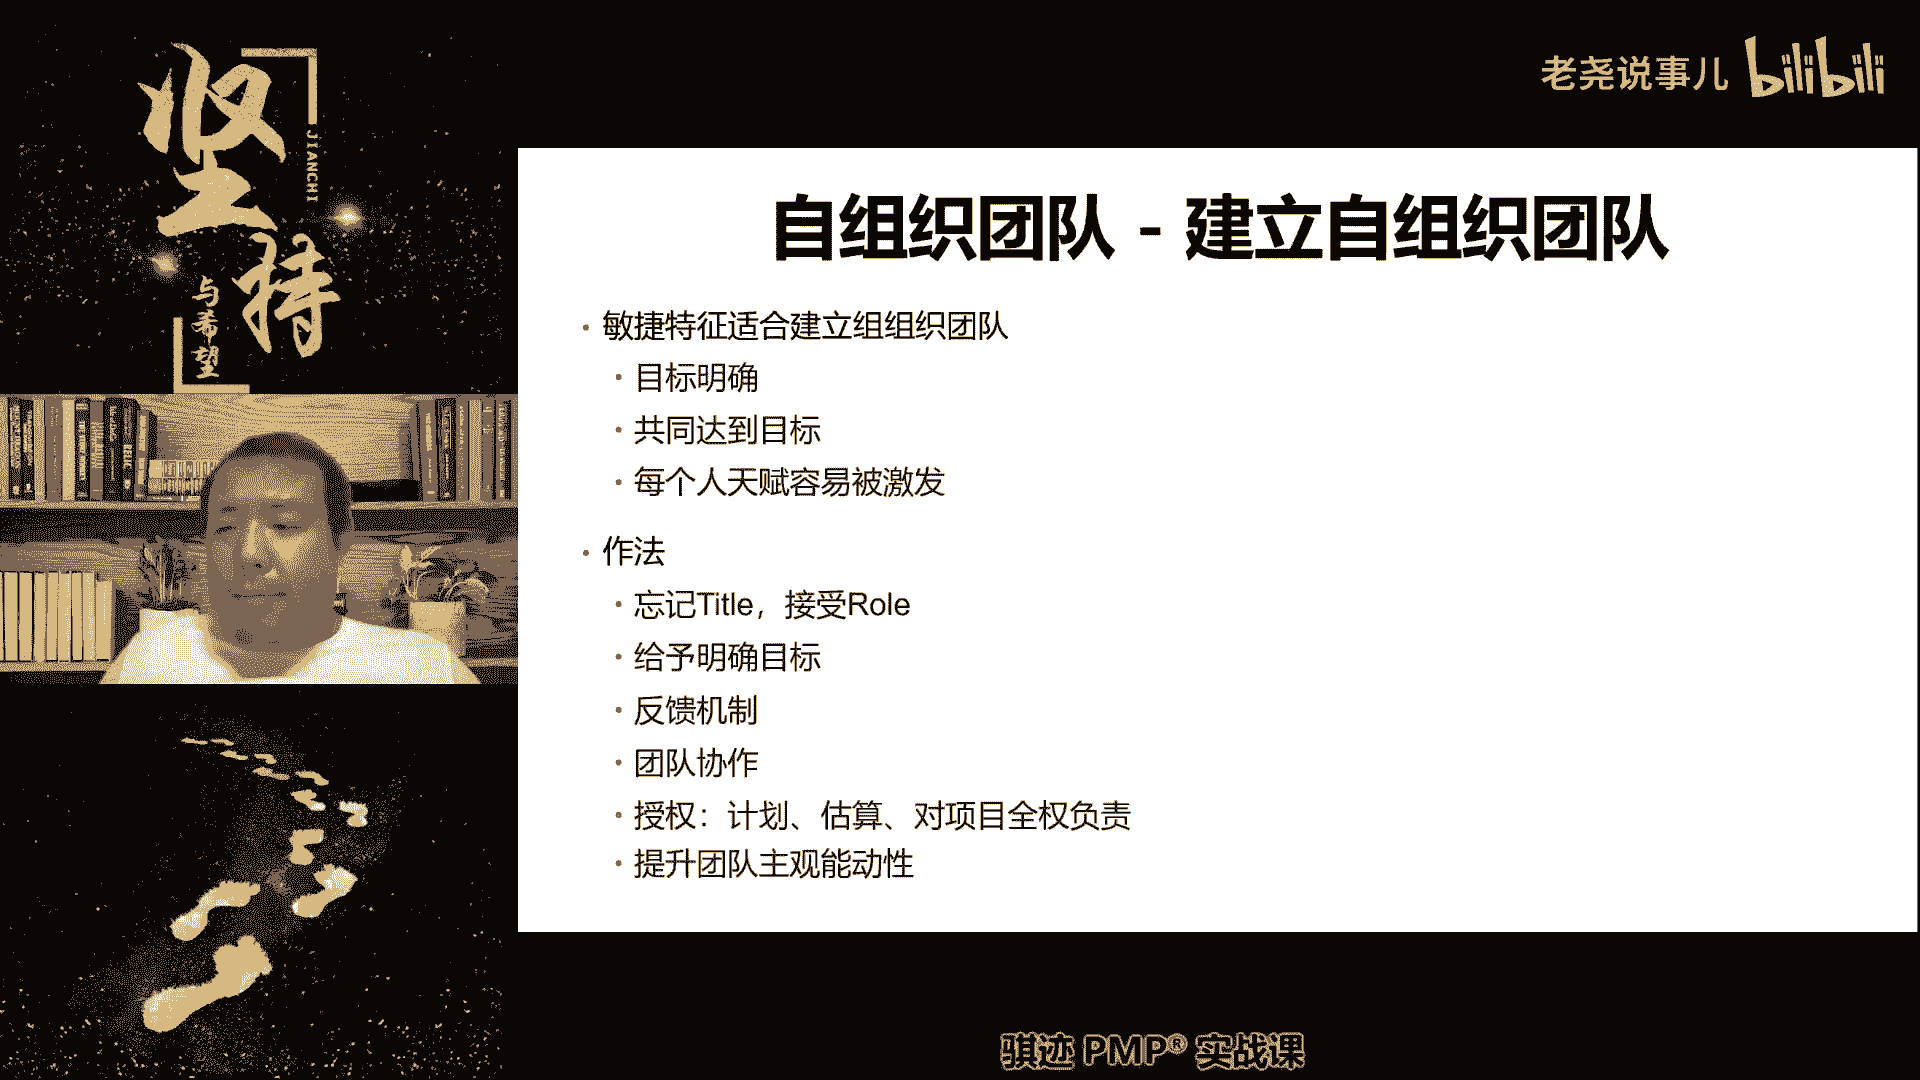 坚持
JIANCHI
与希望
老尧说事儿 bilibili
自组织团队 - 建立自组织团队
· 敏捷特征适合建立组组织团队
· 目标明确
· 共同达到目标
· 每个人天赋容易被激发
· 作法
· 忘记Title，接受Role
· 给予明确目标
· 反馈机制
· 团队协作
· 授权：计划、估算、对项目全权负责
· 提升团队主观能动性
骐迹 PMP® 实战课